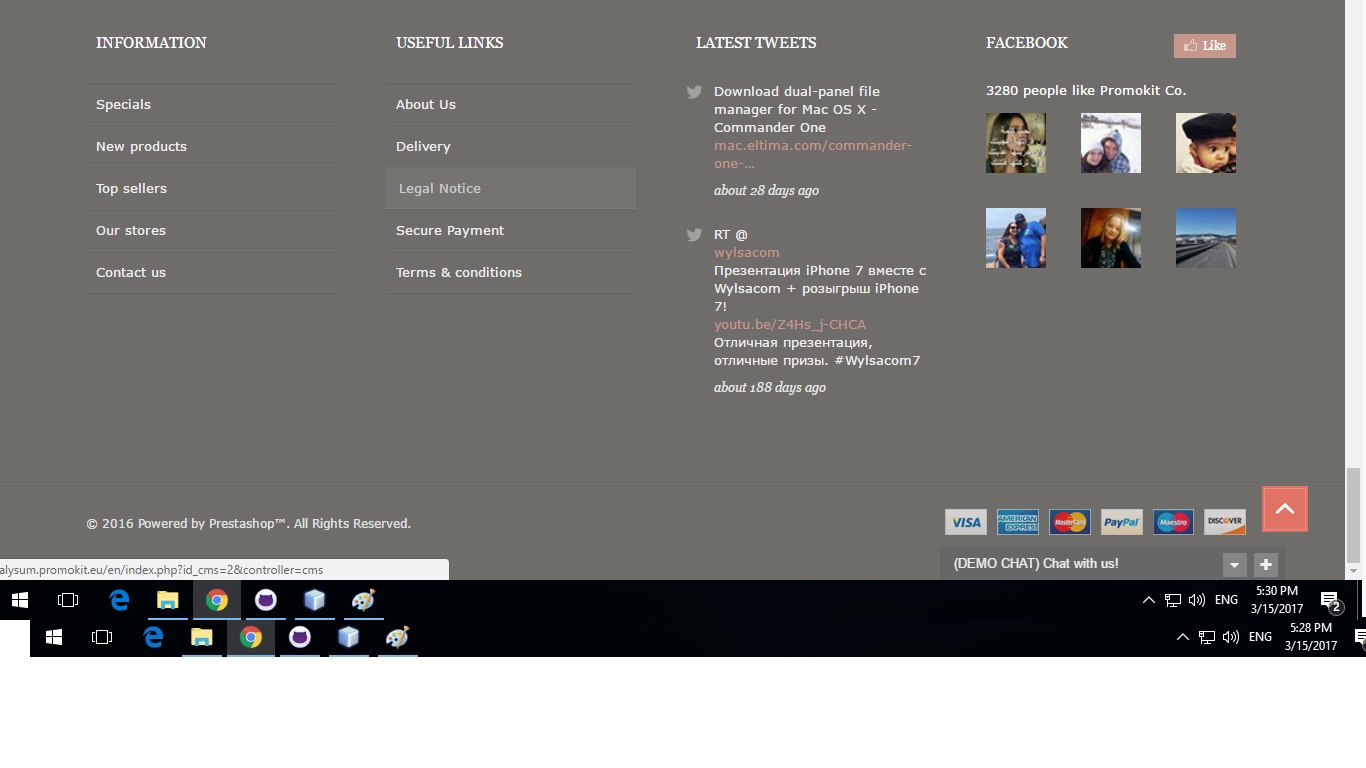 INFORMATION
Specials
New products
Top sellers
Our stores
Contact us
USEFUL LINKS
About Us
Delivery
Legal Notice
Secure Payment
Terms & conditions
LATEST TWEETS
Download dual-panel file
manager for Mac OS X -
Commander One
mac.eltima.com/commander-
one-...
about 28 days ago
RT @
wylsacom
Презентация iPhone 7 вместе с
Wylsacom + розыгрыш iPhone
7!
youtu.be/Z4Hs_j-CHCA
Отличная презентация,
отличные призы. #Wylsacom7
about 188 days ago
FACEBOOK
Like
3280 people like Promokit Co.
© 2016 Powered by Prestashop™. All Rights Reserved.
VISA
AMERICAN EXPRESS
MasterCard
PayPal
Maestro
DISCOVER
(DEMO CHAT) Chat with us!
alysum.promokit.eu/en/index.php?id_cms=2&controller=cms
ENG
5:30 PM
3/15/2017
2
ENG
5:28 PM
3/15/2017